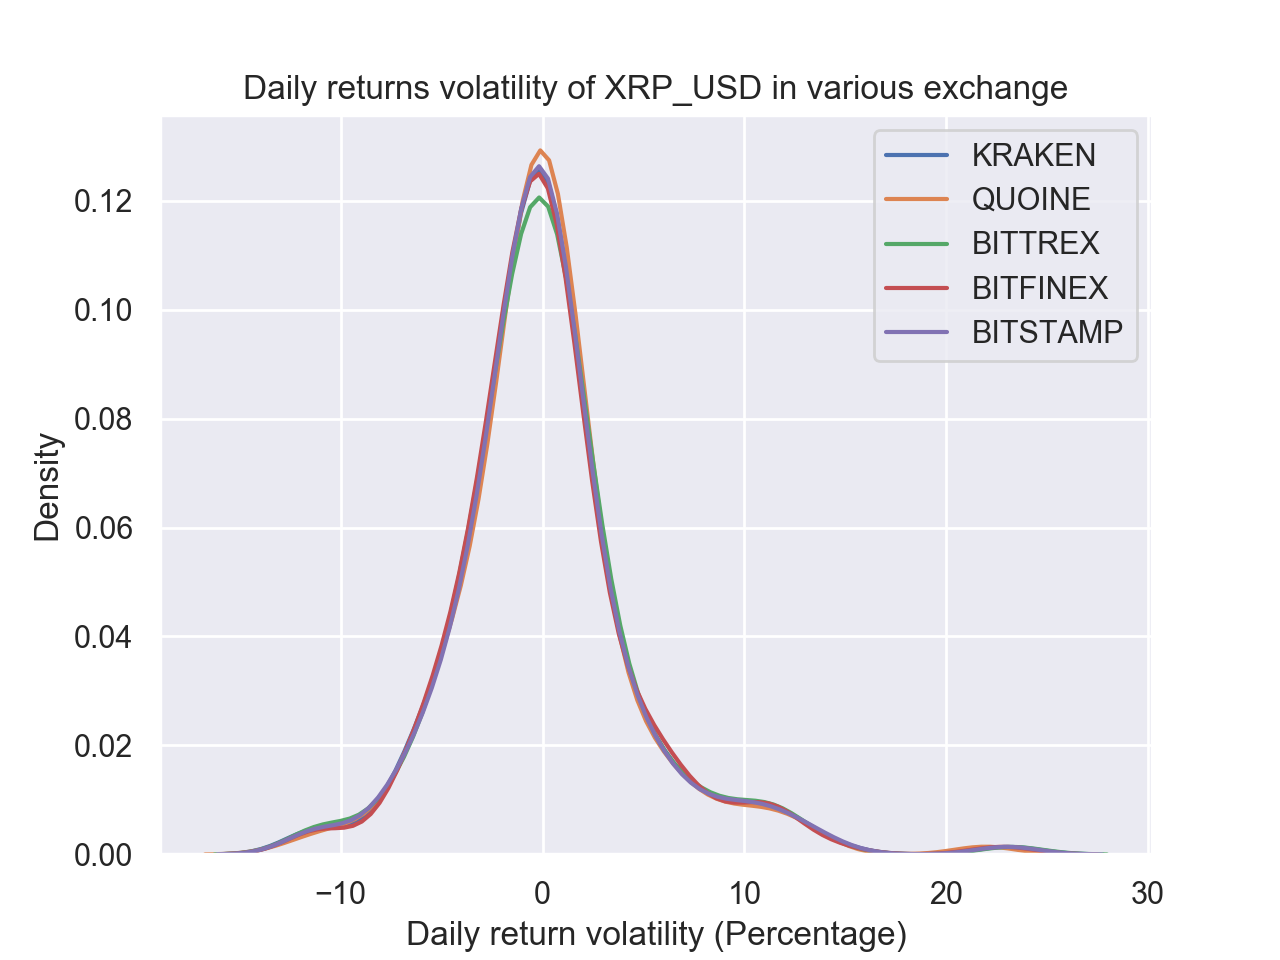 Daily returns volatility of XRP_USD in various exchange
KRAKEN
QUOINE
BITTREX
BITFINEX
BITSTAMP
Density
0.12
0.10
0.08
0.06
0.04
0.02
0.00
−10 0 10 20 30
Daily return volatility (Percentage)